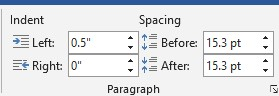 Indent Spacing
Left: 0.5" Before: 15.3 pt
Right: 0" After: 15.3 pt
Paragraph